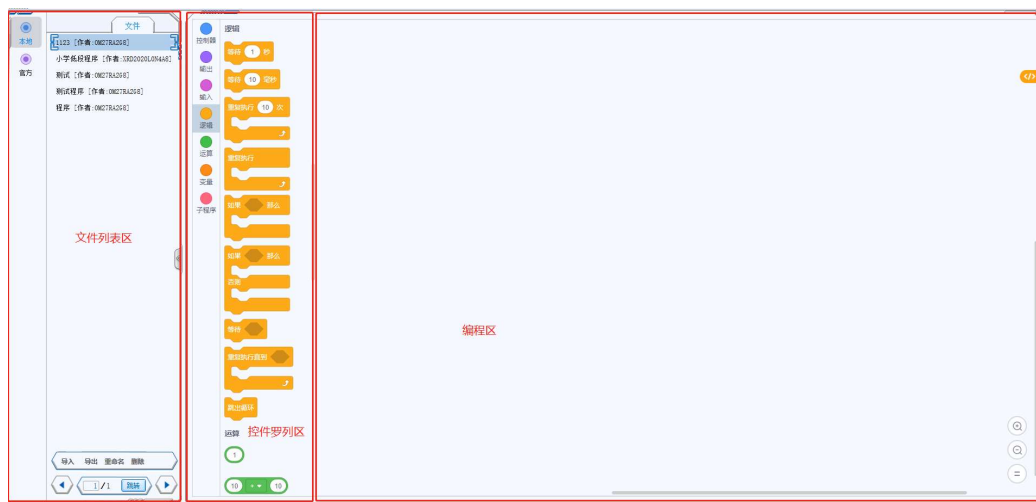 文件
本地
官方
1123 [作者:0M27RA2G8]
小学低段程序 [作者:XRD2020LON4A8]
测试 [作者:0M27RA2G8]
测试程序 [作者:0M27RA2G8]
程序 [作者:0M27RA2G8]
文件列表区
导入 导出 重命名 删除
1/1 跳转
控制器
输出
输入
逻辑
运算
变量
子程序
逻辑
等待 1 秒
等待 10 毫秒
重复执行 10 次
重复执行
如果 那么
如果 那么
否则
等待
重复执行直到
跳出循环
运算 控件罗列区
1
10 + 10
编程区